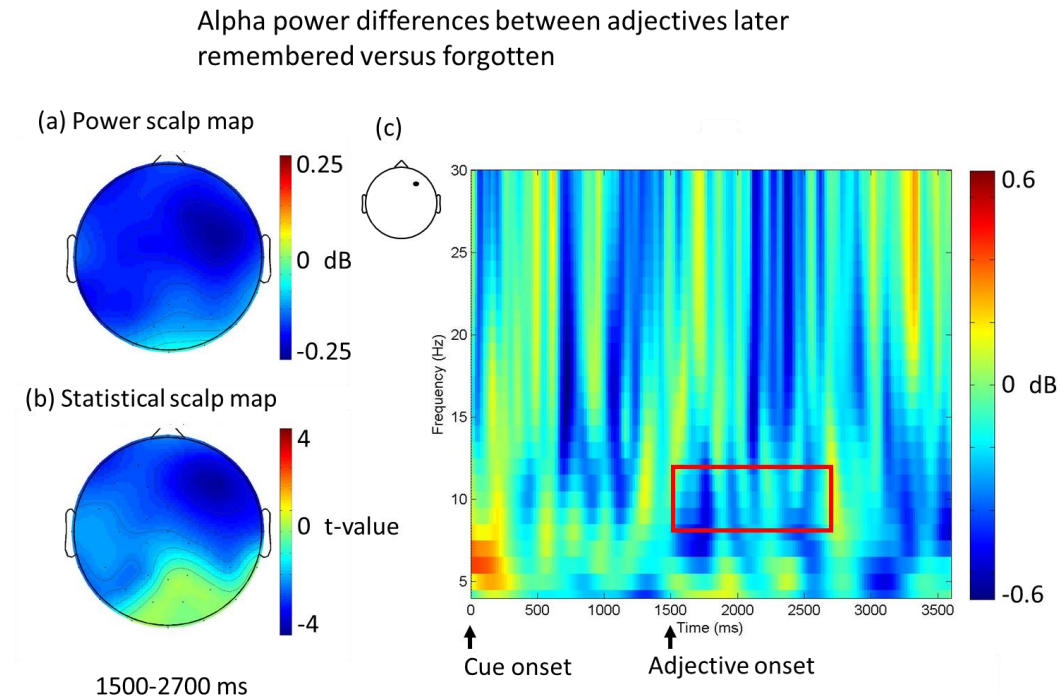 Alpha power differences between adjectives later
remembered versus forgotten
(a) Power scalp map
0.25
0 dB
-0.25
(b) Statistical scalp map
4
0 t-value
-4
1500-2700 ms
(c)
30
25
20
15
10
5
Frequency (Hz)
0 500 1000 1500 2000 2500 3000 3500
Time (ms)
Cue onset
Adjective onset
0.6
0 dB
-0.6